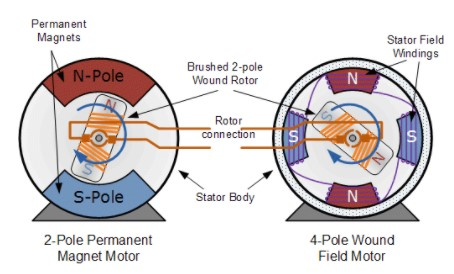 Permanent
Magnets
N-Pole
N
S
S-Pole
Brushed 2-pole
Wound Rotor
Rotor
connection
Stator Body
Stator Field
Windings
N
S
S
S
N
N
2-Pole Permanent
Magnet Motor
4-Pole Wound
Field Motor